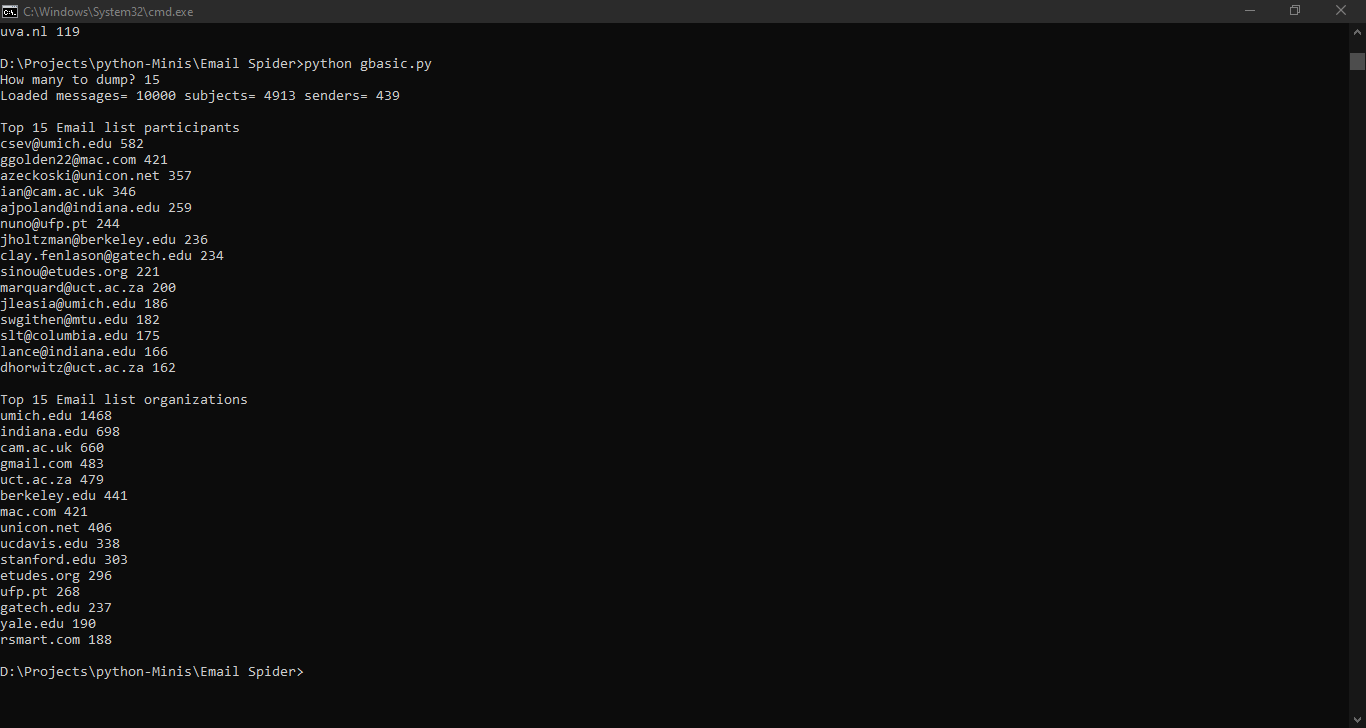 C:\Windows\System32\cmd.exe
uva.nl 119
D:\Projects\python-Minis\Email Spider>python gbasic.py
How many to dump? 15
Loaded messages= 10000 subjects= 4913 senders= 439
Top 15 Email list participants
csev@umich.edu 582
ggolden22@mac.com 421
azeckoski@unicon.net 357
ian@cam.ac.uk 346
ajpoland@indiana.edu 259
nuno@ufp.pt 244
jholtzman@berkeley.edu 236
clay.fenlason@gatech.edu 234
sinou@etudes.org 221
marquard@uct.ac.za 200
jleasia@umich.edu 186
swgithen@mtu.edu 182
slt@columbia.edu 175
lance@indiana.edu 166
dhorwitz@uct.ac.za 162
Top 15 Email list organizations
umich.edu 1468
indiana.edu 698
cam.ac.uk 660
gmail.com 483
uct.ac.za 479
berkeley.edu 441
mac.com 421
unicon.net 406
ucdavis.edu 338
stanford.edu 303
etudes.org 296
ufp.pt 268
gatech.edu 237
yale.edu 190
rsmart.com 188
D:\Projects\python-Minis\Email Spider>